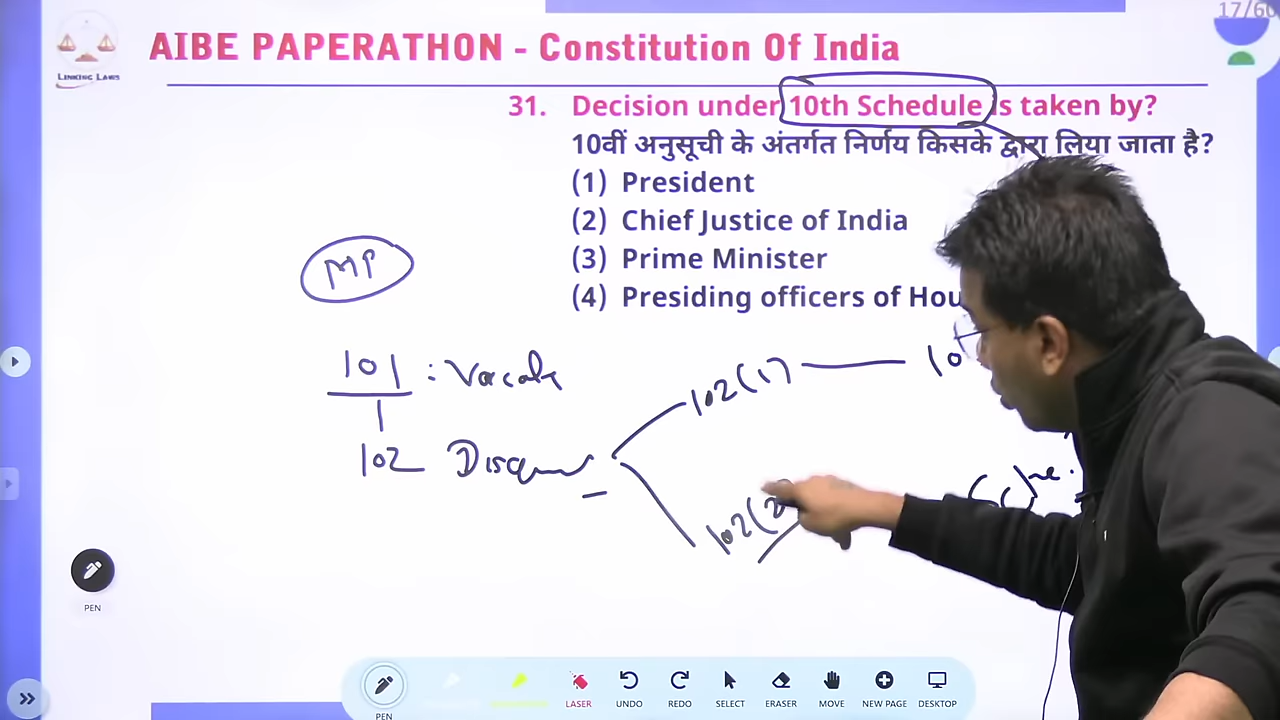 17/60
LINKING LAWS
AIBE PAPERATHON - Constitution Of India
31. Decision under 10th Schedule is taken by?
10वीं अनुसूची के अंतर्गत निर्णय किसके द्वारा लिया जाता है?
(1) President
(2) Chief Justice of India
(3) Prime Minister
(4) Presiding officers of Hou
MP
101 :
102(1) 10
102
102(2)
PEN
PEN
LASER
UNDO
REDO
SELECT
ERASER
MOVE
NEW PAGE
DESKTOP